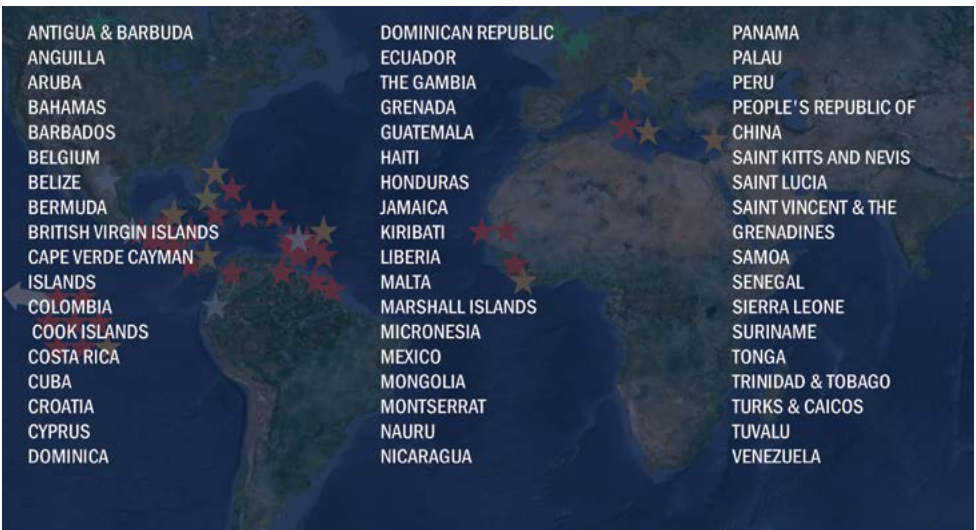 ANTIGUA & BARBUDA
ANGUILLA
ARUBA
BAHAMAS
BARBADOS
BELGIUM
BELIZE
BERMUDA
BRITISH VIRGIN ISLANDS
CAPE VERDE CAYMAN
ISLANDS
COLOMBIA
COOK ISLANDS
COSTA RICA
CUBA
CROATIA
CYPRUS
DOMINICA
DOMINICAN REPUBLIC
ECUADOR
THE GAMBIA
GRENADA
GUATEMALA
HAITI
HONDURAS
JAMAICA
KIRIBATI
LIBERIA
MALTA
MARSHALL ISLANDS
MICRONESIA
MEXICO
MONGOLIA
MONTSERRAT
NAURU
NICARAGUA
PANAMA
PALAU
PERU
PEOPLE'S REPUBLIC OF
CHINA
SAINT KITTS AND NEVIS
SAINT LUCIA
SAINT VINCENT & THE
GRENADINES
SAMOA
SENEGAL
SIERRA LEONE
SURINAME
TONGA
TRINIDAD & TOBAGO
TURKS & CAICOS
TUVALU
VENEZUELA